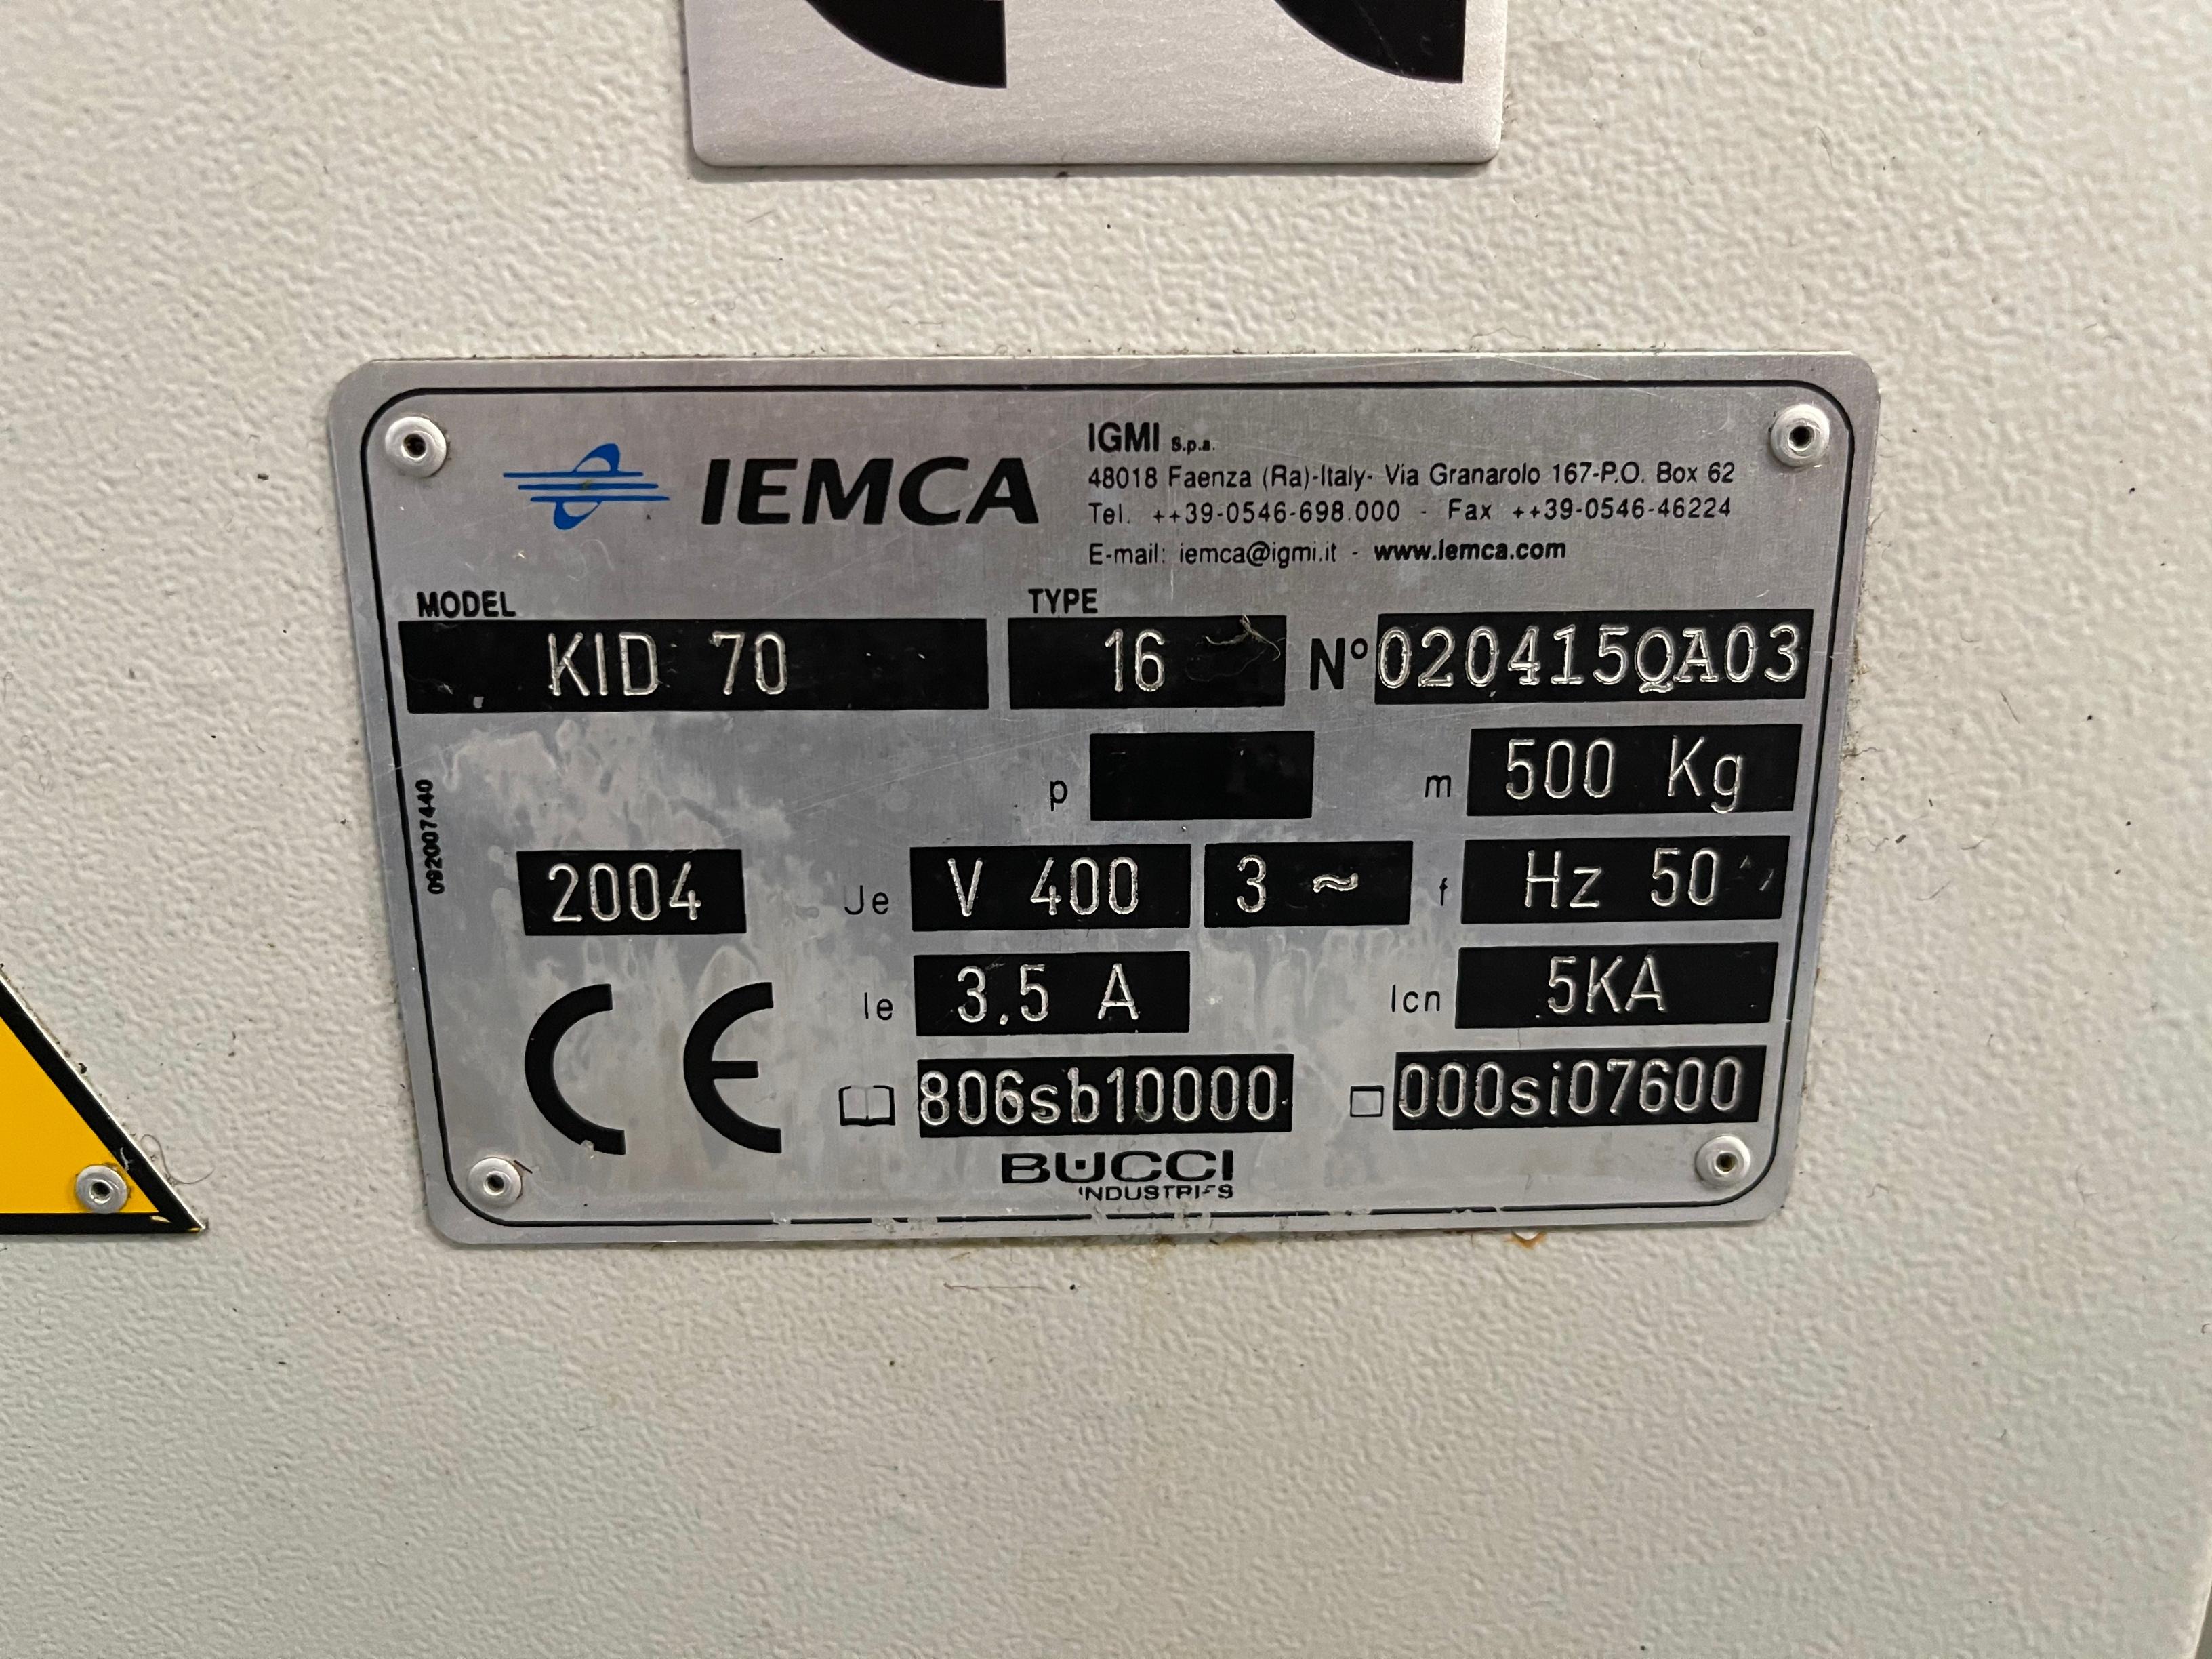 IEMCA
IGMI S.p.a.
48018 Faenza (Ra)-Italy- Via Granarolo 167-P.O. Box 62
Tel. ++39-0546-698.000 - Fax ++39-0546-46224
E-mail: iemca@igmi.it - www.iemca.com
MODEL TYPE
KID 70 16 N° 020415QA03
p m 500 Kg
092007440
2004 Ue V 400 3 ~ f Hz 50
Ie 3.5 A Icn 5KA
CE
806sb10000 000si07600
BUCCI
INDUSTRIES